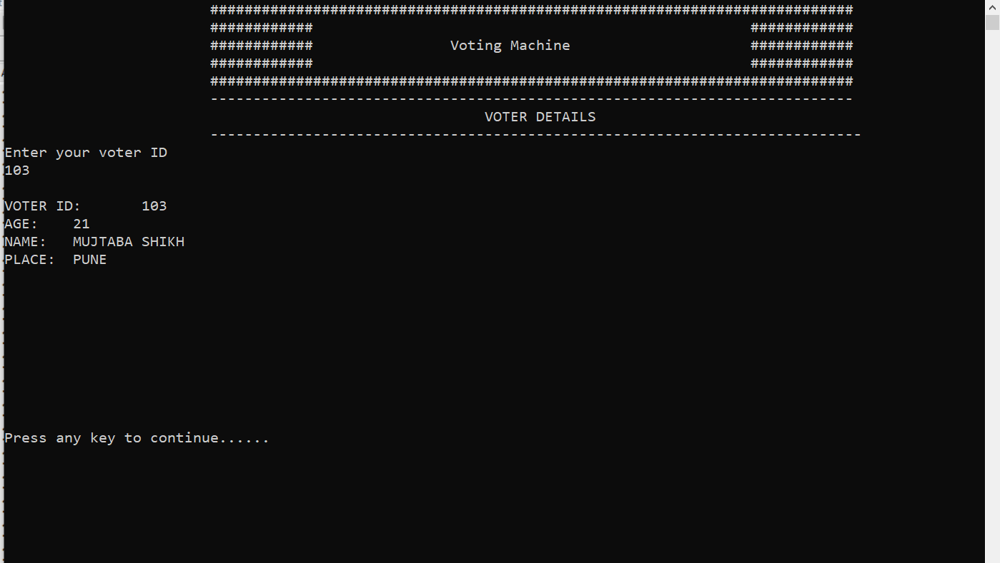 ###########################################################################
############                                                   ############
############                Voting Machine                     ############
############                                                   ############
###########################################################################
---------------------------------------------------------------------------
VOTER DETAILS
----------------------------------------------------------------------------
Enter your voter ID
103
VOTER ID:       103
AGE:    21
NAME:   MUJTABA SHIKH
PLACE:  PUNE
Press any key to continue......